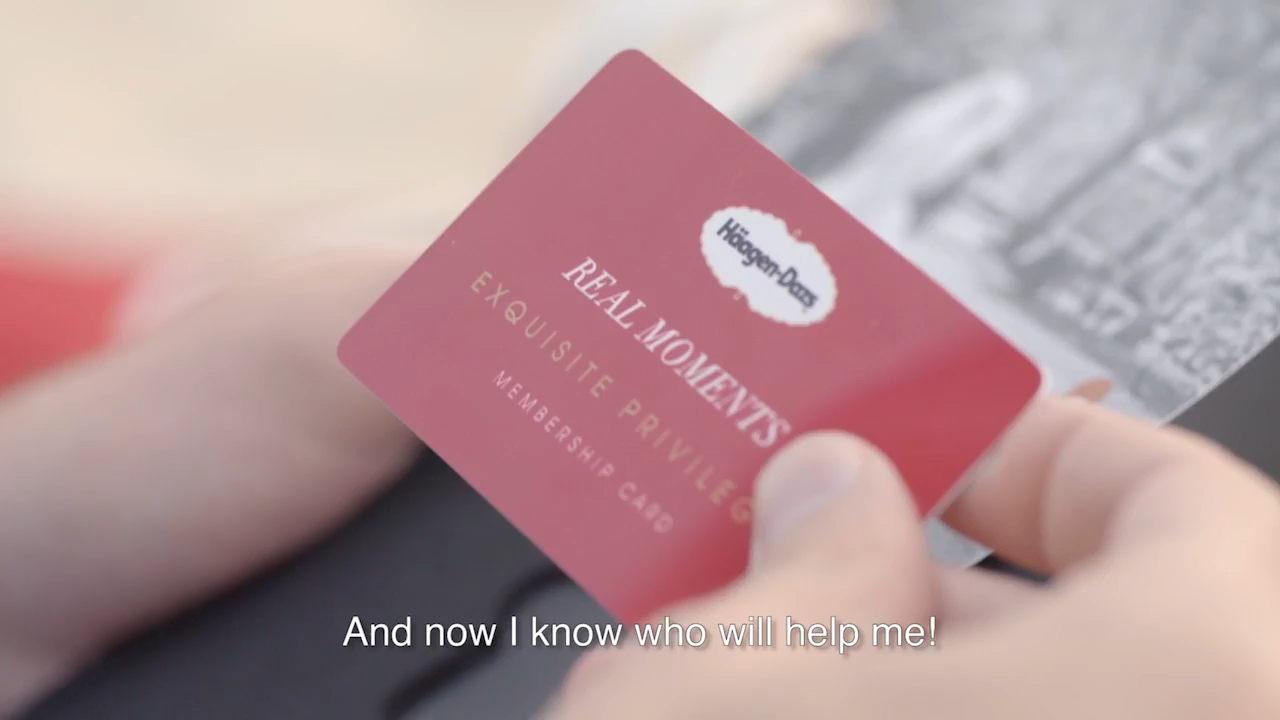 Häagen-Dazs
REAL MOMENTS
EXQUISITE PRIVILEG
MEMBERSHIP CARD
And now I know who will help me!